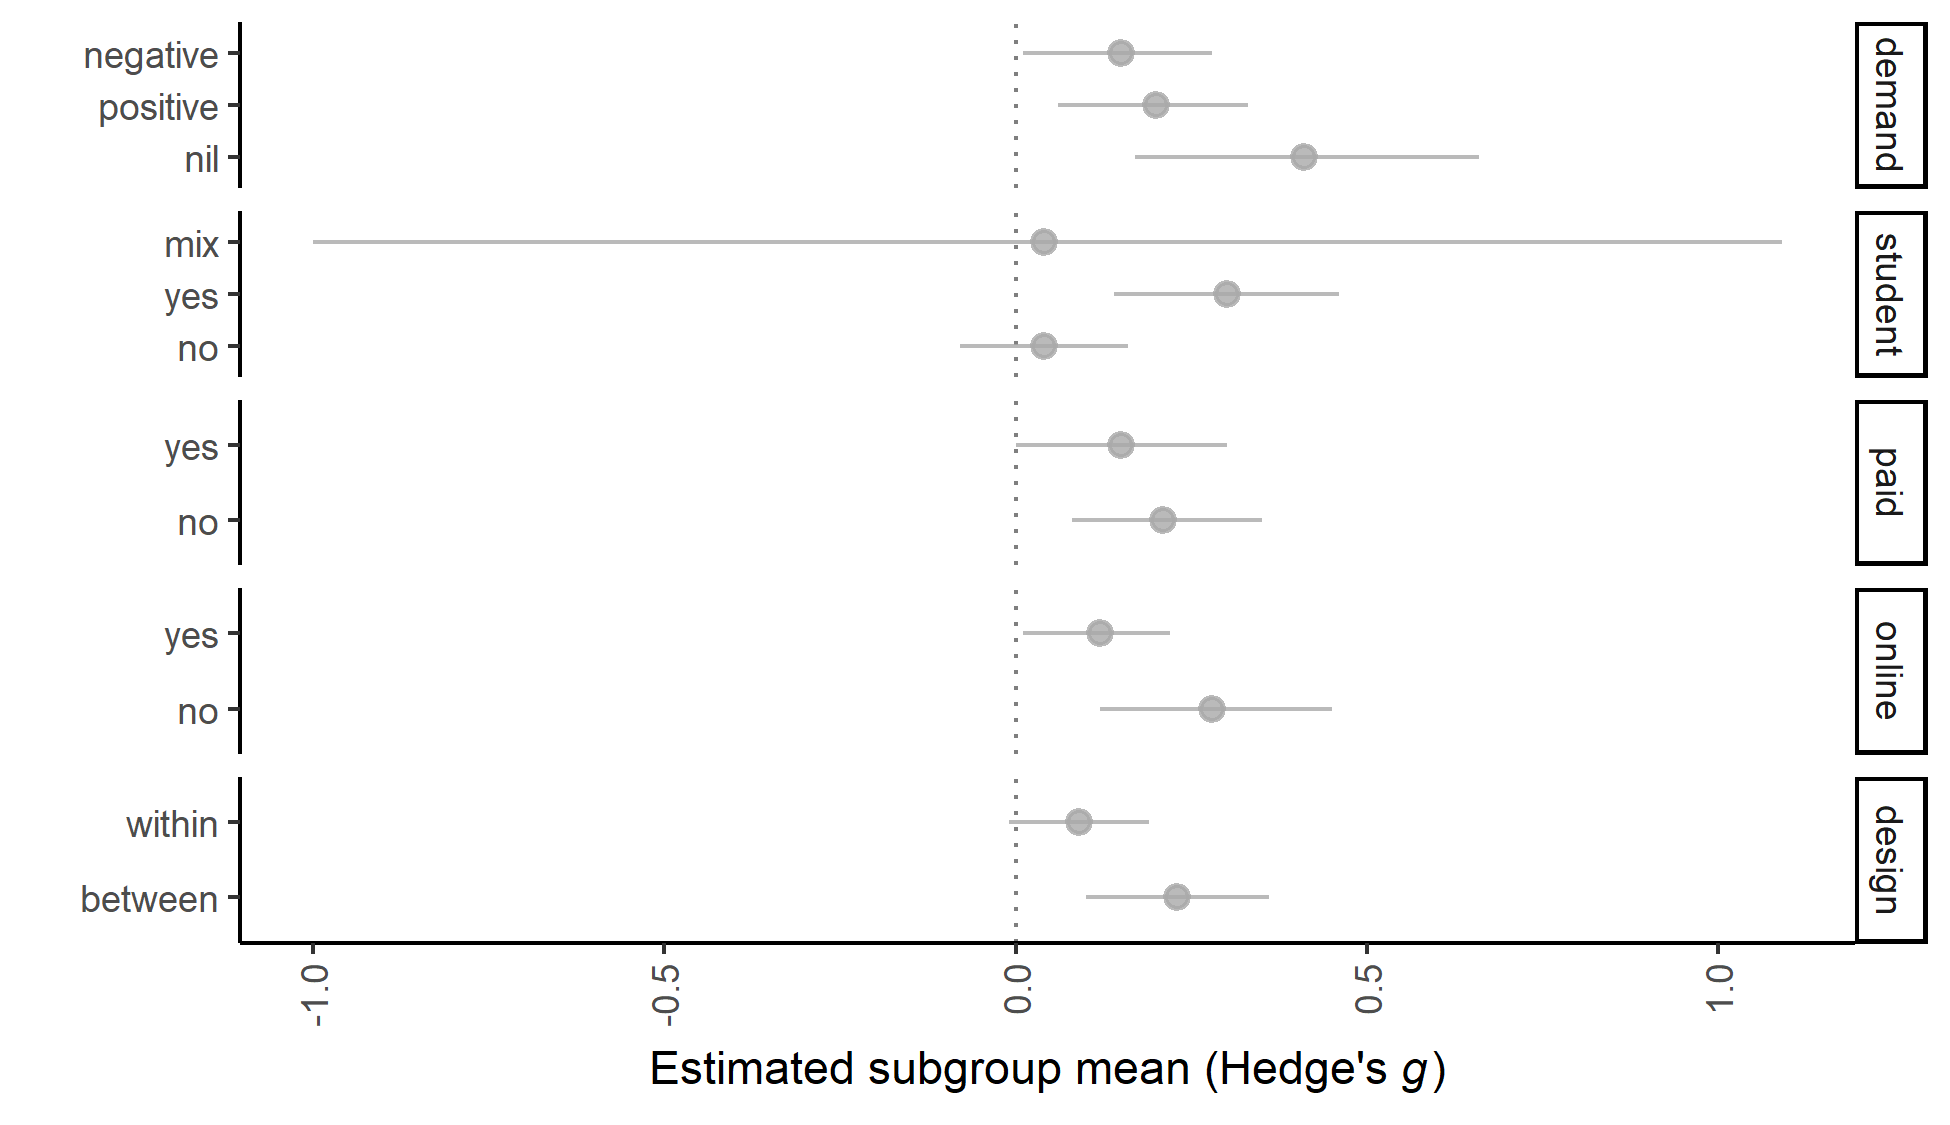 negative
positive
nil
demand
mix
yes
no
student
yes
no
paid
yes
no
online
within
between
design
-1.0
-0.5
0.0
0.5
1.0
Estimated subgroup mean (Hedge's g)